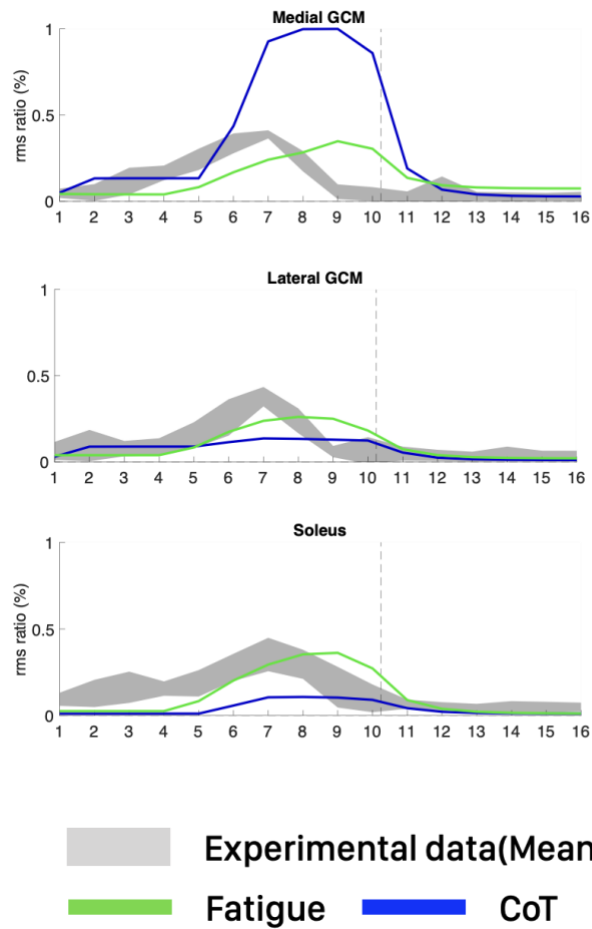 Medial GCM
1
0.5
0
rms ratio (%)
1 2 3 4 5 6 7 8 9 10 11 12 13 14 15 16
Lateral GCM
1
0.5
0
1 2 3 4 5 6 7 8 9 10 11 12 13 14 15 16
Soleus
1
0.5
0
rms ratio (%)
1 2 3 4 5 6 7 8 9 10 11 12 13 14 15 16
Experimental data(Mean
Fatigue CoT